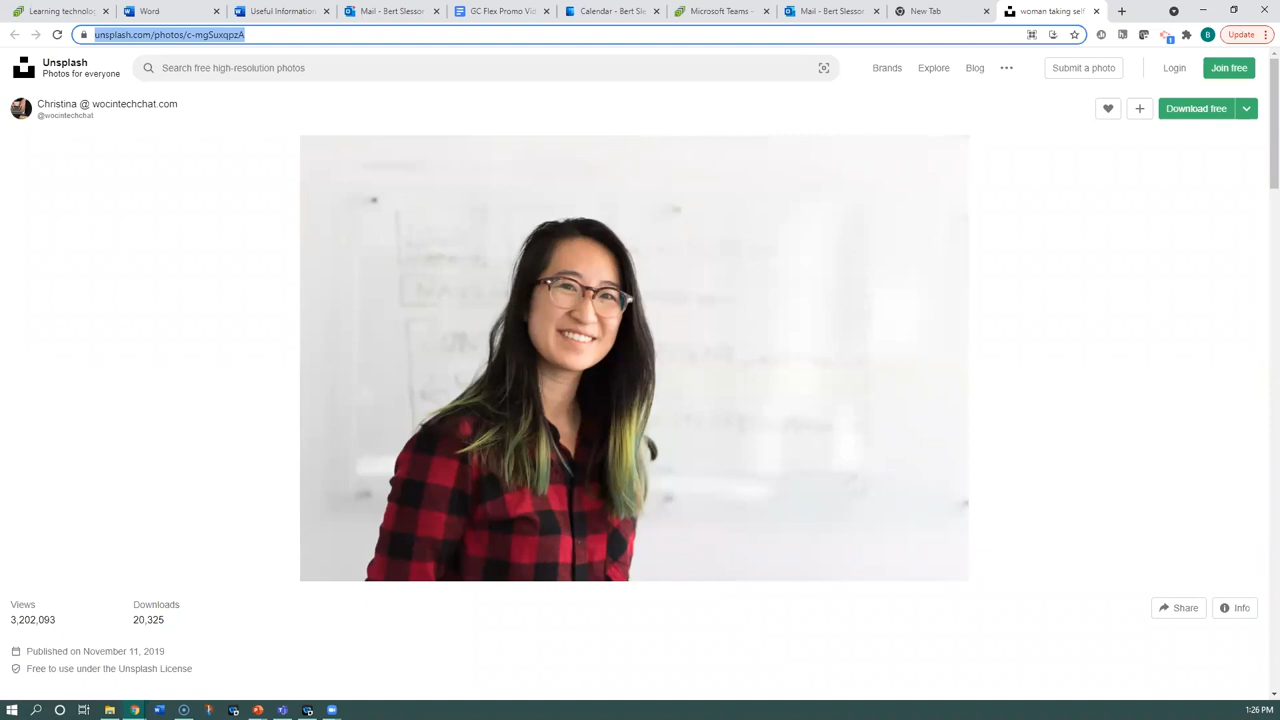 Learning technolo
Word
Useful Information
Mail - Bert Slessor
GC Flex Promo Vid
Calendar - Bert Sle
Microsoft Teams -
Mail - Bert Slessor
New Tab
woman taking self
unsplash.com/photos/c-mgSuxqpzA
Update
Unsplash
Photos for everyone
Search free high-resolution photos
Brands
Explore
Blog
Submit a photo
Login
Join free
Christina @ wocintechchat.com
@wocintechchat
Download free
Views
Downloads
3,202,093
20,325
Share
Info
Published on November 11, 2019
Free to use under the Unsplash License
1:26 PM